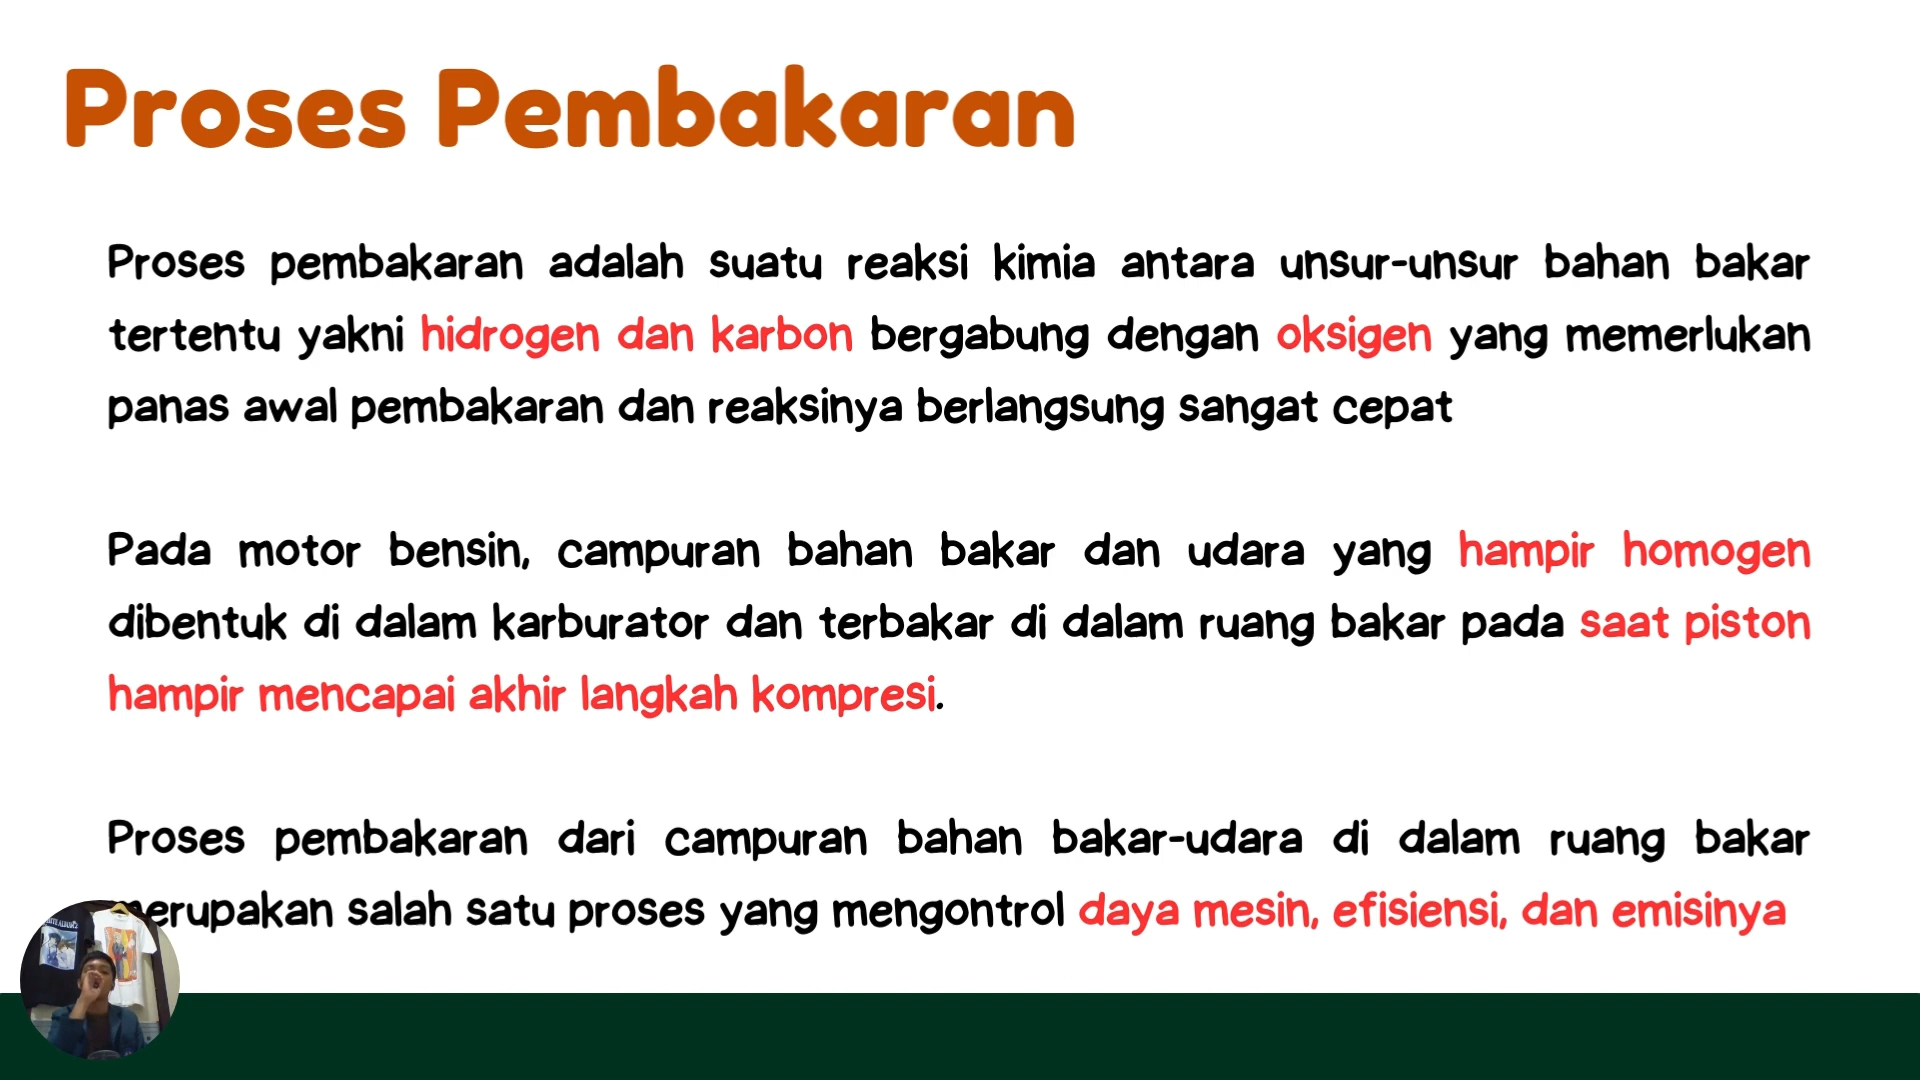 Proses Pembakaran
Proses pembakaran adalah suatu reaksi kimia antara unsur-unsur bahan bakar
tertentu yakni hidrogen dan karbon bergabung dengan oksigen yang memerlukan
panas awal pembakaran dan reaksinya berlangsung sangat cepat
Pada motor bensin, campuran bahan bakar dan udara yang hampir homogen
dibentuk di dalam karburator dan terbakar di dalam ruang bakar pada saat piston
hampir mencapai akhir langkah kompresi.
Proses pembakaran dari campuran bahan bakar-udara di dalam ruang bakar
merupakan salah satu proses yang mengontrol daya mesin, efisiensi, dan emisinya